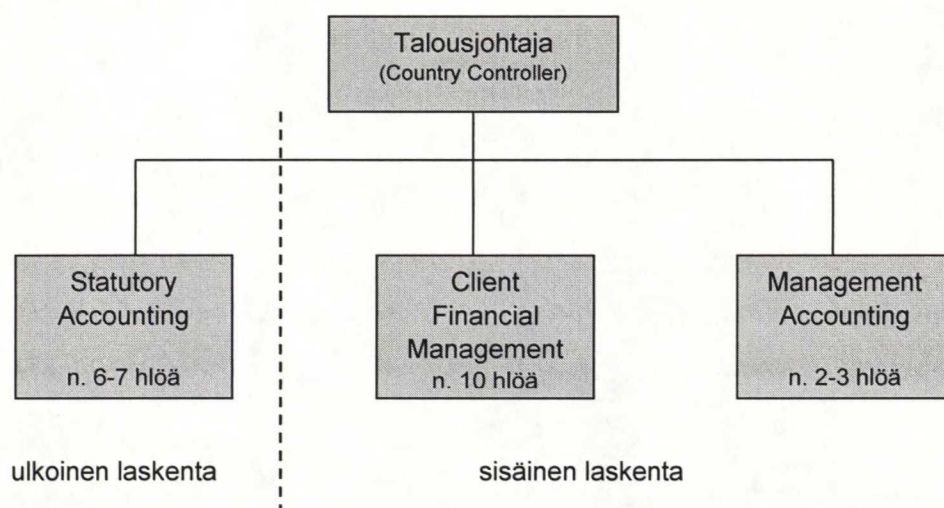 Talousjohtaja
(Country Controller)
Statutory
Accounting
n. 6-7 hlöä
Client
Financial
Management
n. 10 hlöä
Management
Accounting
n. 2-3 hlöä
ulkoinen laskenta
sisäinen laskenta